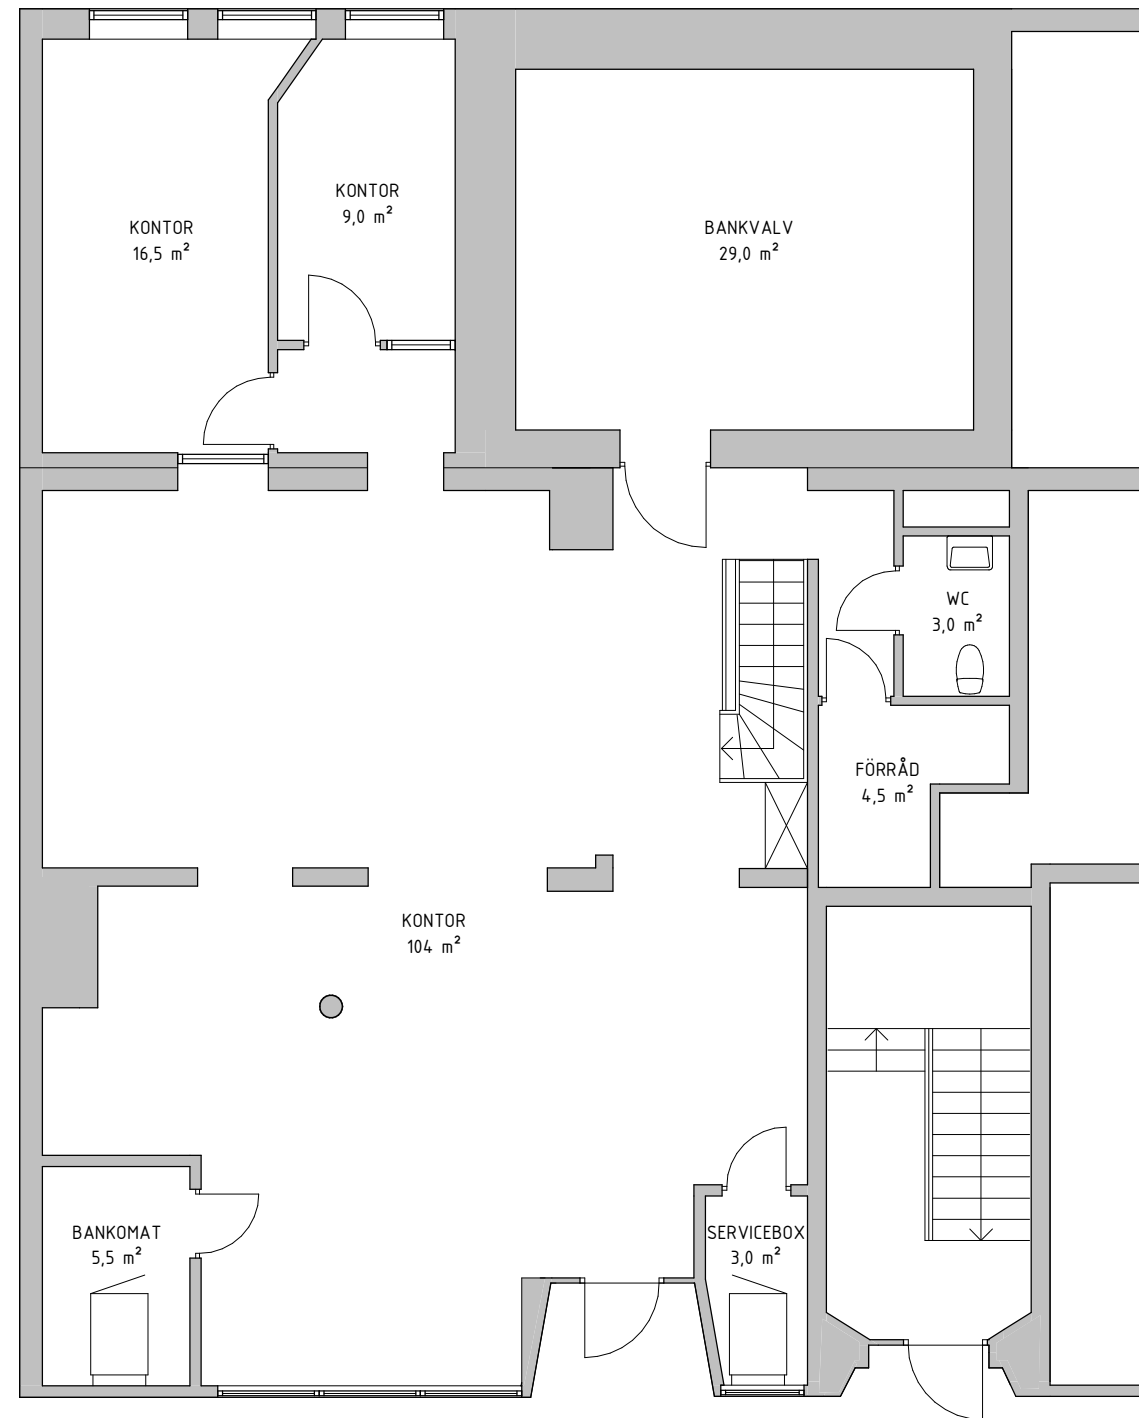 KONTOR
9,0 m²
KONTOR
16,5 m²
BANKVALV
29,0 m²
WC
3,0 m²
FÖRRÅD
4,5 m²
KONTOR
104 m²
BANKOMAT
5,5 m²
SERVICEBOX
3,0 m²